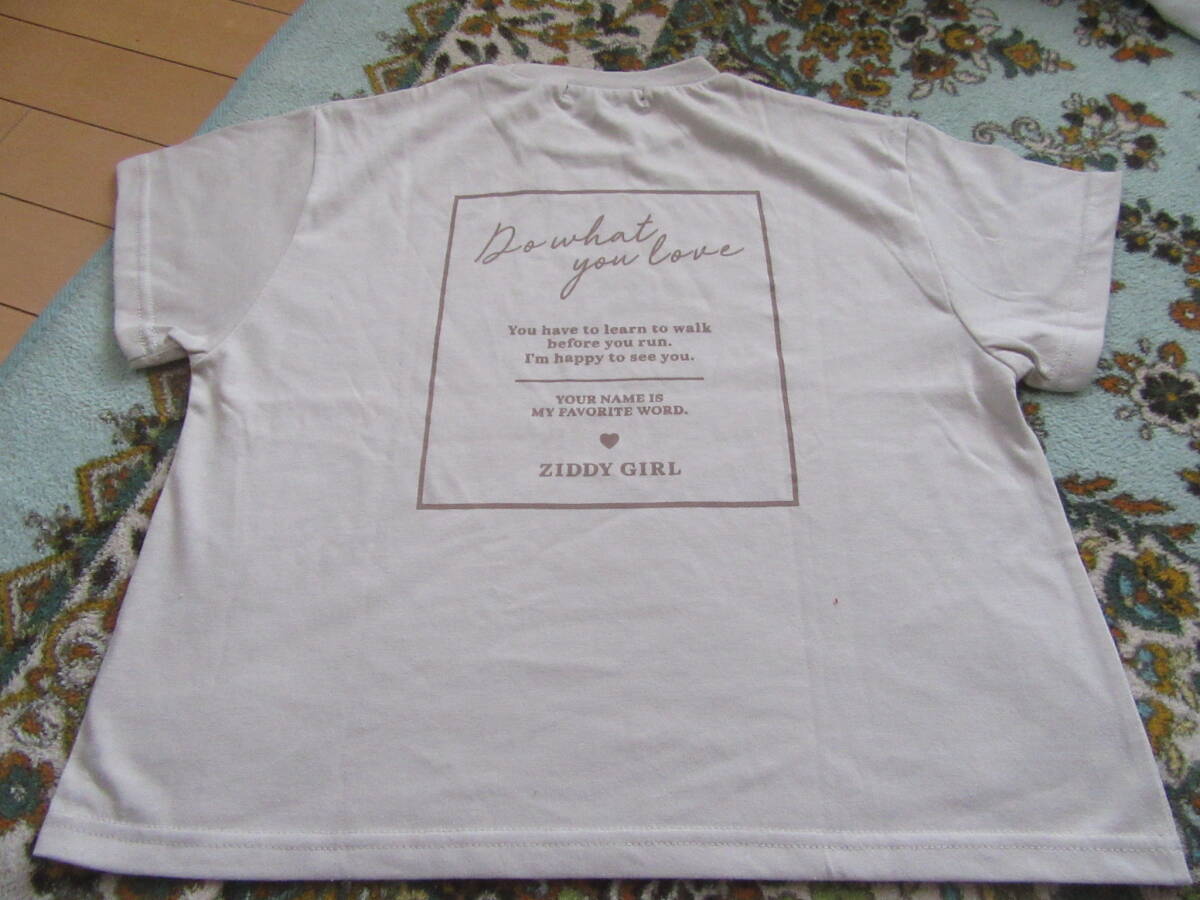 Do what
you love
You have to learn to walk
before you run.
I'm happy to see you.
YOUR NAME IS
MY FAVORITE WORD.
ZIDDY GIRL